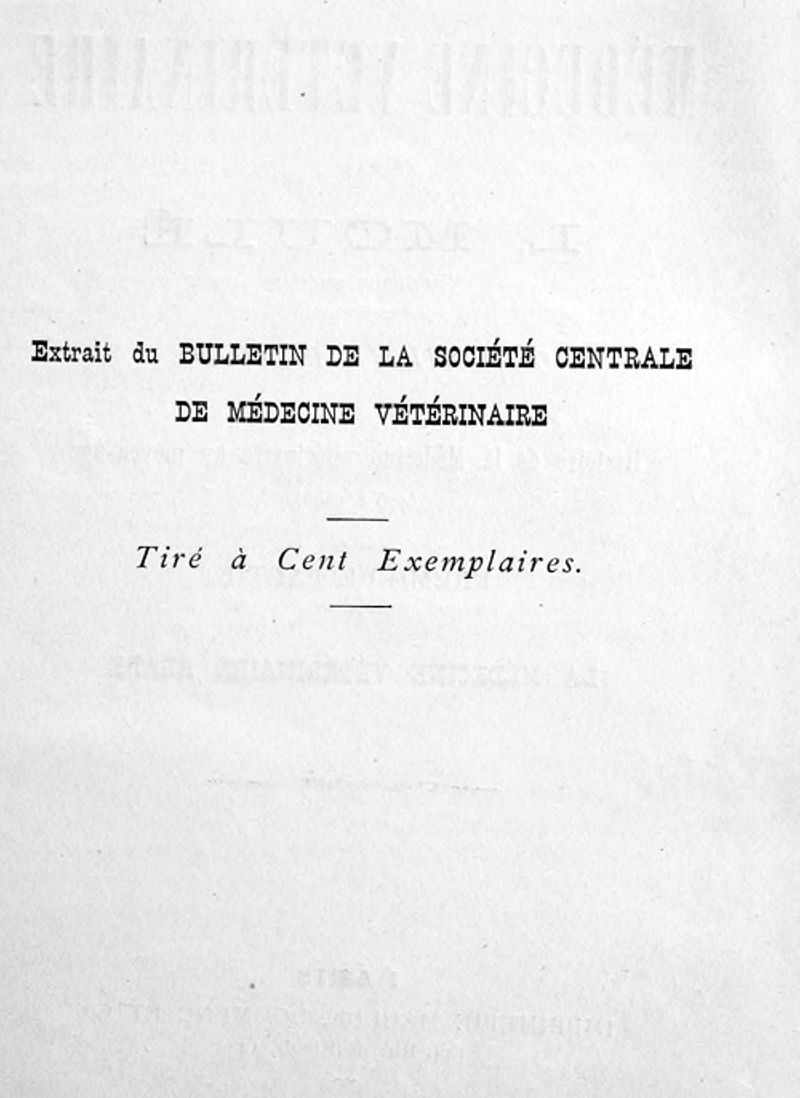 Extrait du BULLETIN DE LA SOCIÉTÉ CENTRALE
DE MÉDECINE VÉTÉRINAIRE
Tiré à Cent Exemplaires.